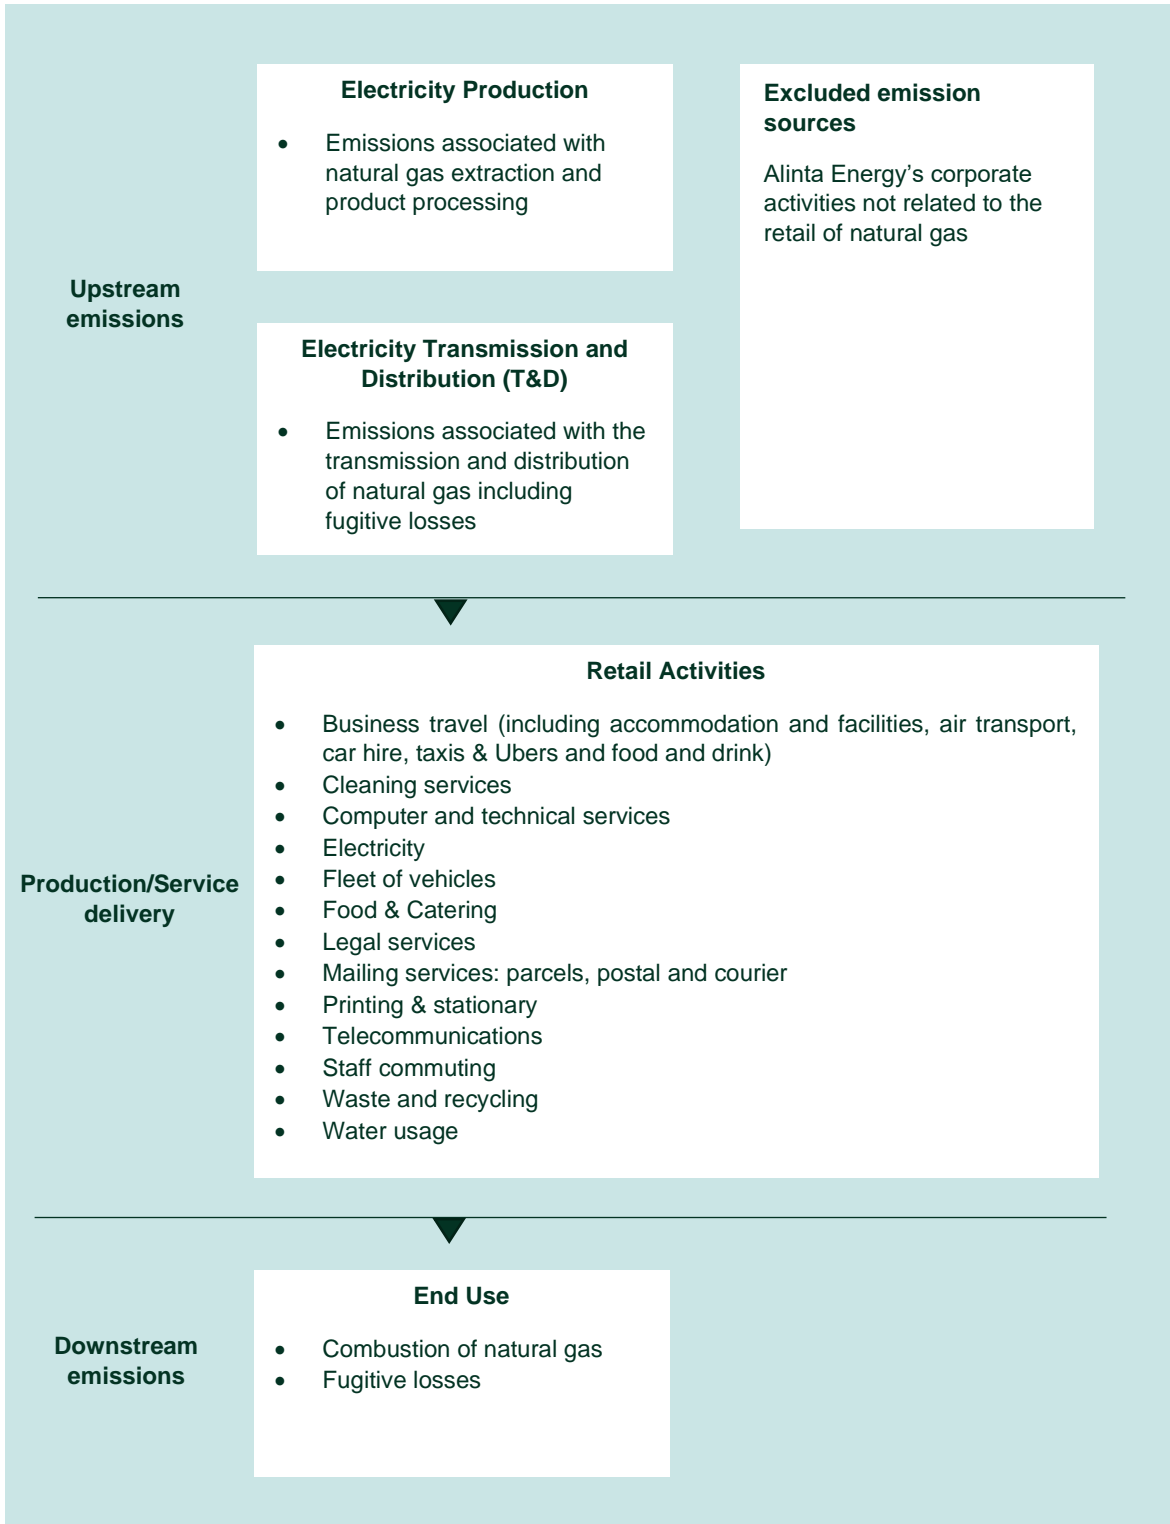 Electricity Production
• Emissions associated with
natural gas extraction and
product processing
Excluded emission
sources
Alinta Energy’s corporate
activities not related to the
retail of natural gas
Upstream
emissions
Electricity Transmission and
Distribution (T&D)
• Emissions associated with the
transmission and distribution
of natural gas including
fugitive losses
Retail Activities
• Business travel (including accommodation and facilities, air transport,
car hire, taxis & Ubers and food and drink)
• Cleaning services
• Computer and technical services
• Electricity
• Fleet of vehicles
• Food & Catering
• Legal services
• Mailing services: parcels, postal and courier
• Printing & stationary
• Telecommunications
• Staff commuting
• Waste and recycling
• Water usage
Production/Service
delivery
End Use
• Combustion of natural gas
• Fugitive losses
Downstream
emissions